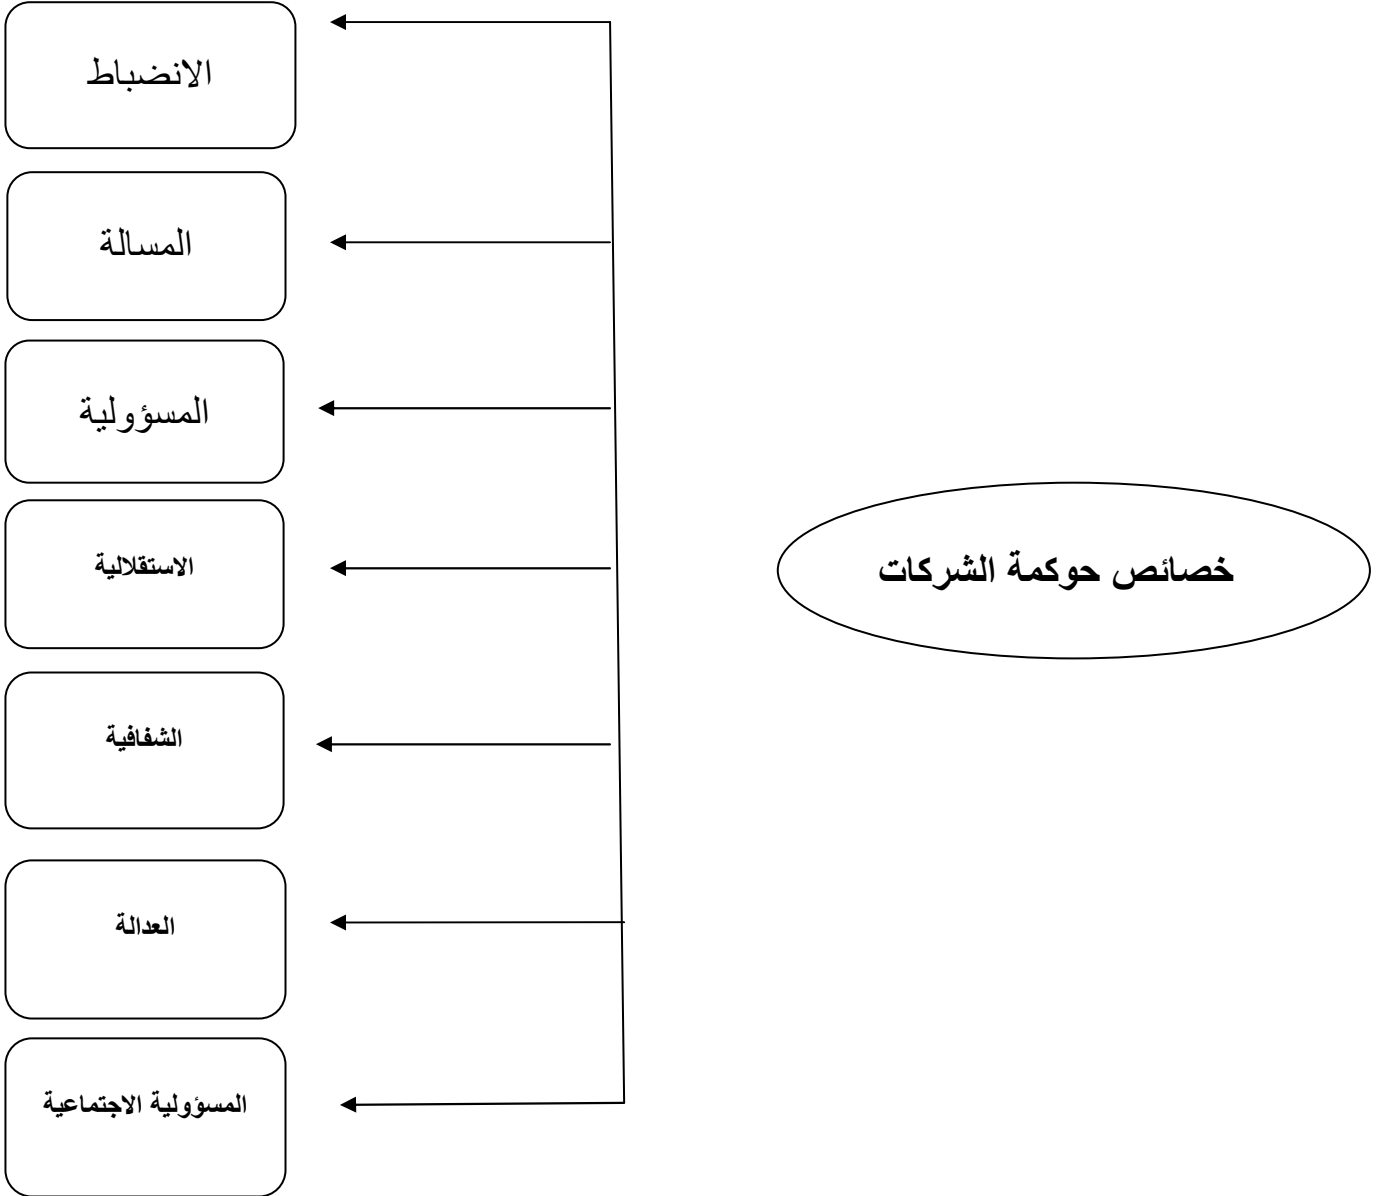 خصائص حوكمة الشركات
الانضباط
المسالة
المسؤولية
الاستقلالية
الشفافية
العدالة
المسؤولية الاجتماعية